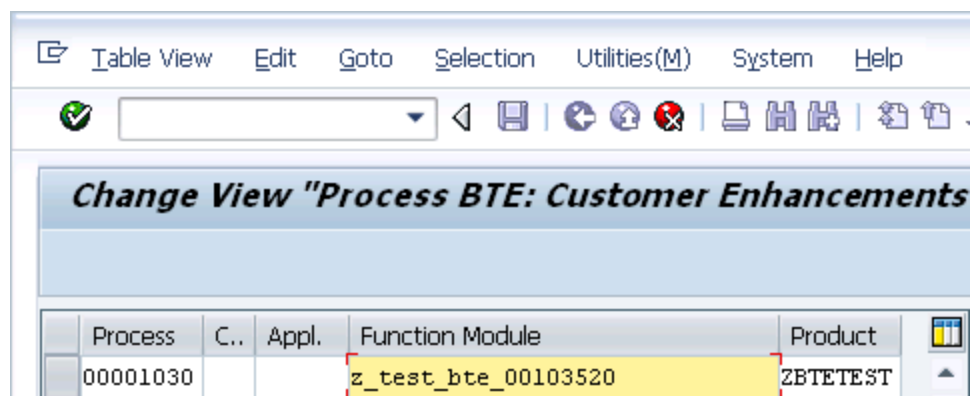 Table View Edit Goto Selection Utilities(M) System Help
Change View "Process BTE: Customer Enhancements
Process C.. Appl. Function Module Product
00001030 z_test_bte_00103520 ZBTETEST